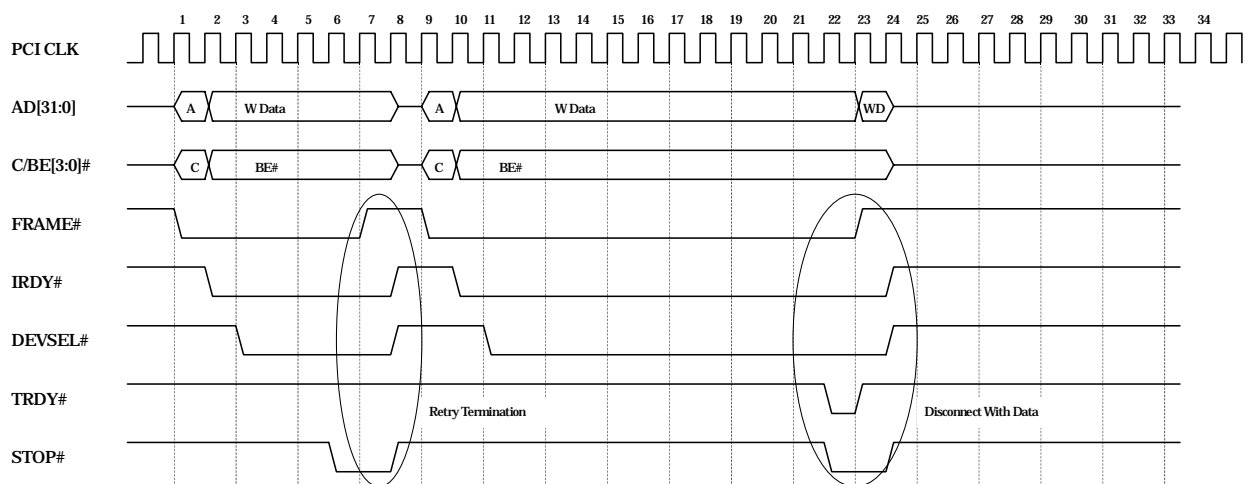 1 2 3 4 5 6 7 8 9 10 11 12 13 14 15 16 17 18 19 20 21 22 23 24 25 26 27 28 29 30 31 32 33 34
PCI CLK
AD[31:0] A W Data A W Data WD
C/BE[3:0]# C BE# C BE#
FRAME#
IRDY#
DEVSEL#
TRDY#
Retry Termination Disconnect With Data
STOP#